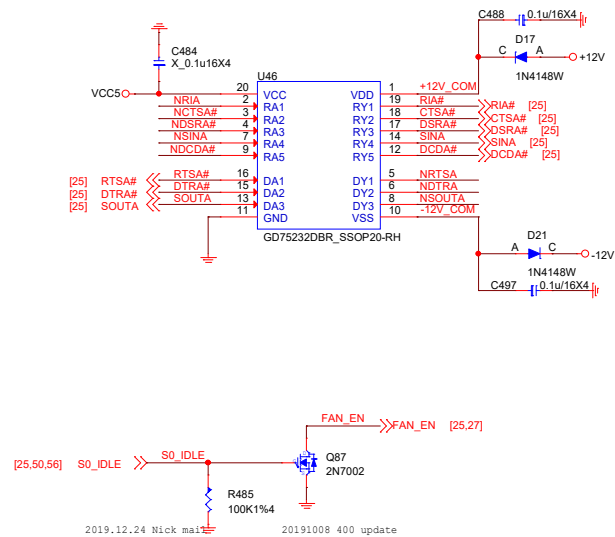 C488 0.1u/16X4
D17
C A +12V
1N4148W
C484
X_0.1u16X4
U46
VCC5 20 VCC VDD 1 +12V_COM
NRIA 2 RA1 RY1 19 RIA# RIA# [25]
NCTSA# 3 RA2 RY2 18 CTSA# CTSA# [25]
NDSRA# 4 RA3 RY3 17 DSRA# DSRA# [25]
NSINA 7 RA4 RY4 14 SINA SINA [25]
NDCDA# 9 RA5 RY5 12 DCDA# DCDA# [25]
[25] RTSA# RTSA# 16 DA1 DY1 5 NRTSA
[25] DTRA# DTRA# 15 DA2 DY2 6 NDTRA
[25] SOUTA SOUTA 13 DA3 DY3 8 NSOUTA
11 GND VSS 10 -12V_COM
GD75232DBR_SSOP20-RH
D21
A C -12V
1N4148W
C497 0.1u/16X4
FAN_EN FAN_EN [25,27]
[25,50,56] S0_IDLE S0_IDLE
Q87
2N7002
R485
100K1%4
2019.12.24 Nick mail 20191008 400 update